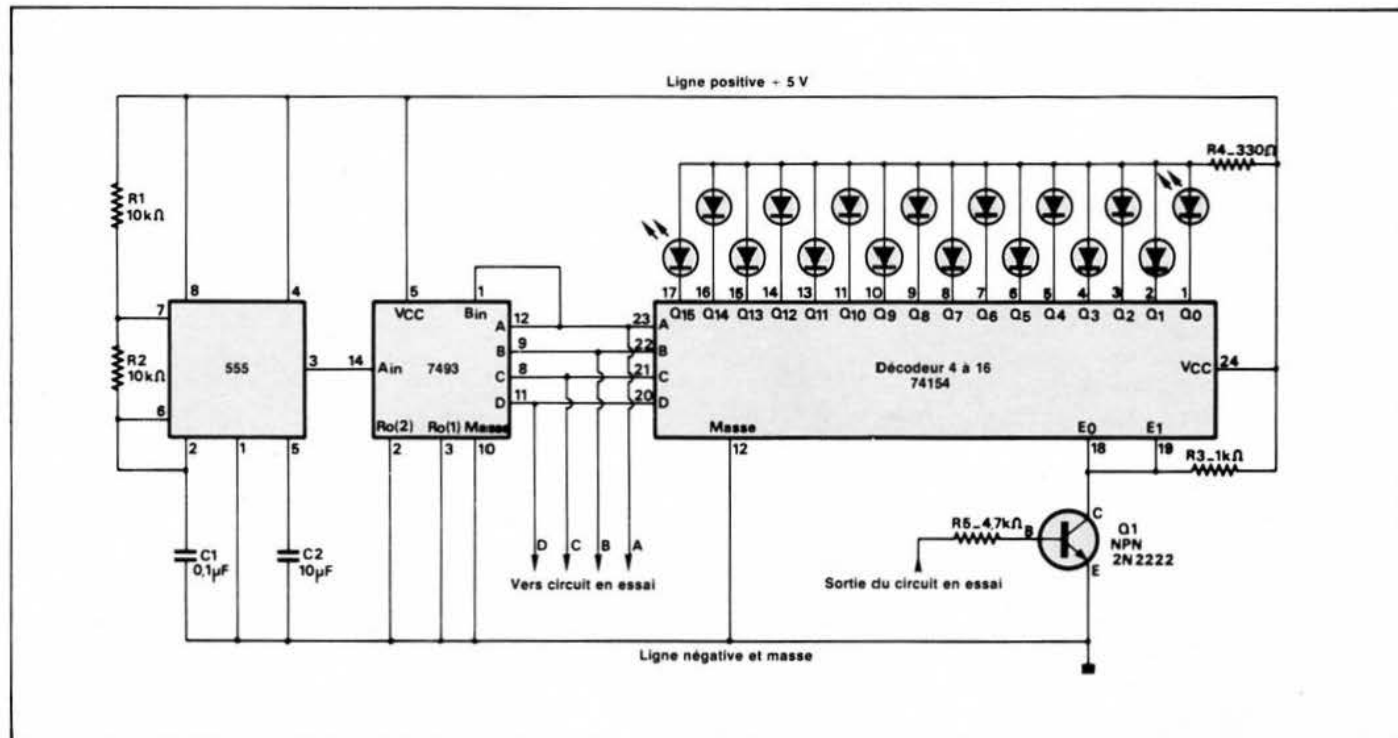 Ligne positive + 5 V
R4_330Ω
R1
10kΩ
8
4
5
1
17
16
15
14
13
11
10
9
8
7
6
5
4
3
2
1
Q15
Q14
Q13
Q12
Q11
Q10
Q9
Q8
Q7
Q6
Q5
Q4
Q3
Q2
Q1
Q0
VCC
Bin
7
12
23
A
A
R2
10kΩ
555
3
14
Ain
7493
B
9
22
B
C
8
21
C
D
11
20
D
Décodeur 4 à 16
74154
VCC
24
6
Ro(2)
Ro(1)
Masse
Masse
E0
E1
2
1
5
2
3
10
12
18
19
R3_1kΩ
C1
0,1µF
C2
10µF
D
C
B
A
Vers circuit en essai
R5_4,7kΩ
B
C
E
Q1
NPN
2N2222
Sortie du circuit en essai
Ligne négative et masse